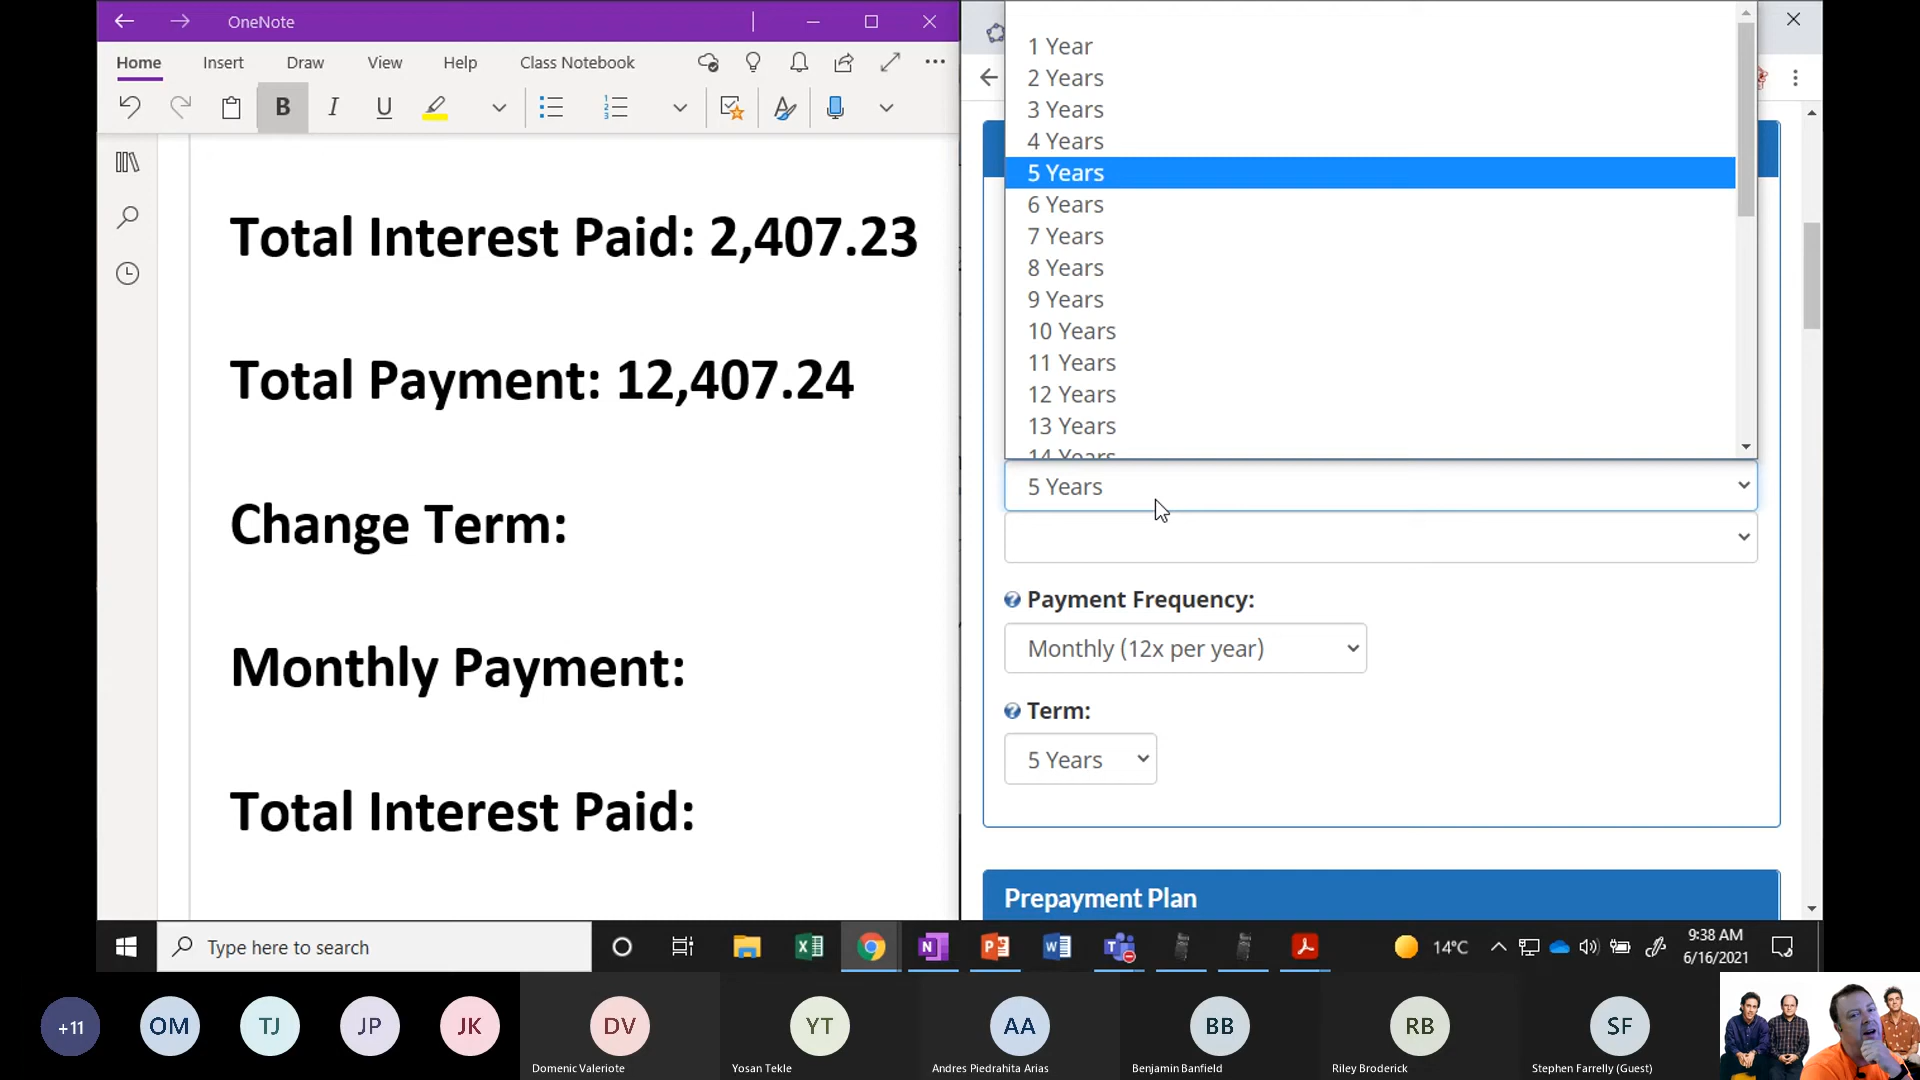 OneNote
Home
Insert
Draw
View
Help
Class Notebook
B
I
U
Total Interest Paid: 2,407.23
Total Payment: 12,407.24
Change Term:
Monthly Payment:
Total Interest Paid:
1 Year
2 Years
3 Years
4 Years
5 Years
6 Years
7 Years
8 Years
9 Years
10 Years
11 Years
12 Years
13 Years
14 Years
5 Years
Payment Frequency:
Monthly (12x per year)
Term:
5 Years
Prepayment Plan
Type here to search
14°C
9:38 AM
6/16/2021
+11
OM
TJ
JP
JK
DV
Domenic Valeriote
YT
Yosan Tekle
AA
Andres Piedrahita Arias
BB
Benjamin Banfield
RB
Riley Broderick
SF
Stephen Farrelly (Guest)